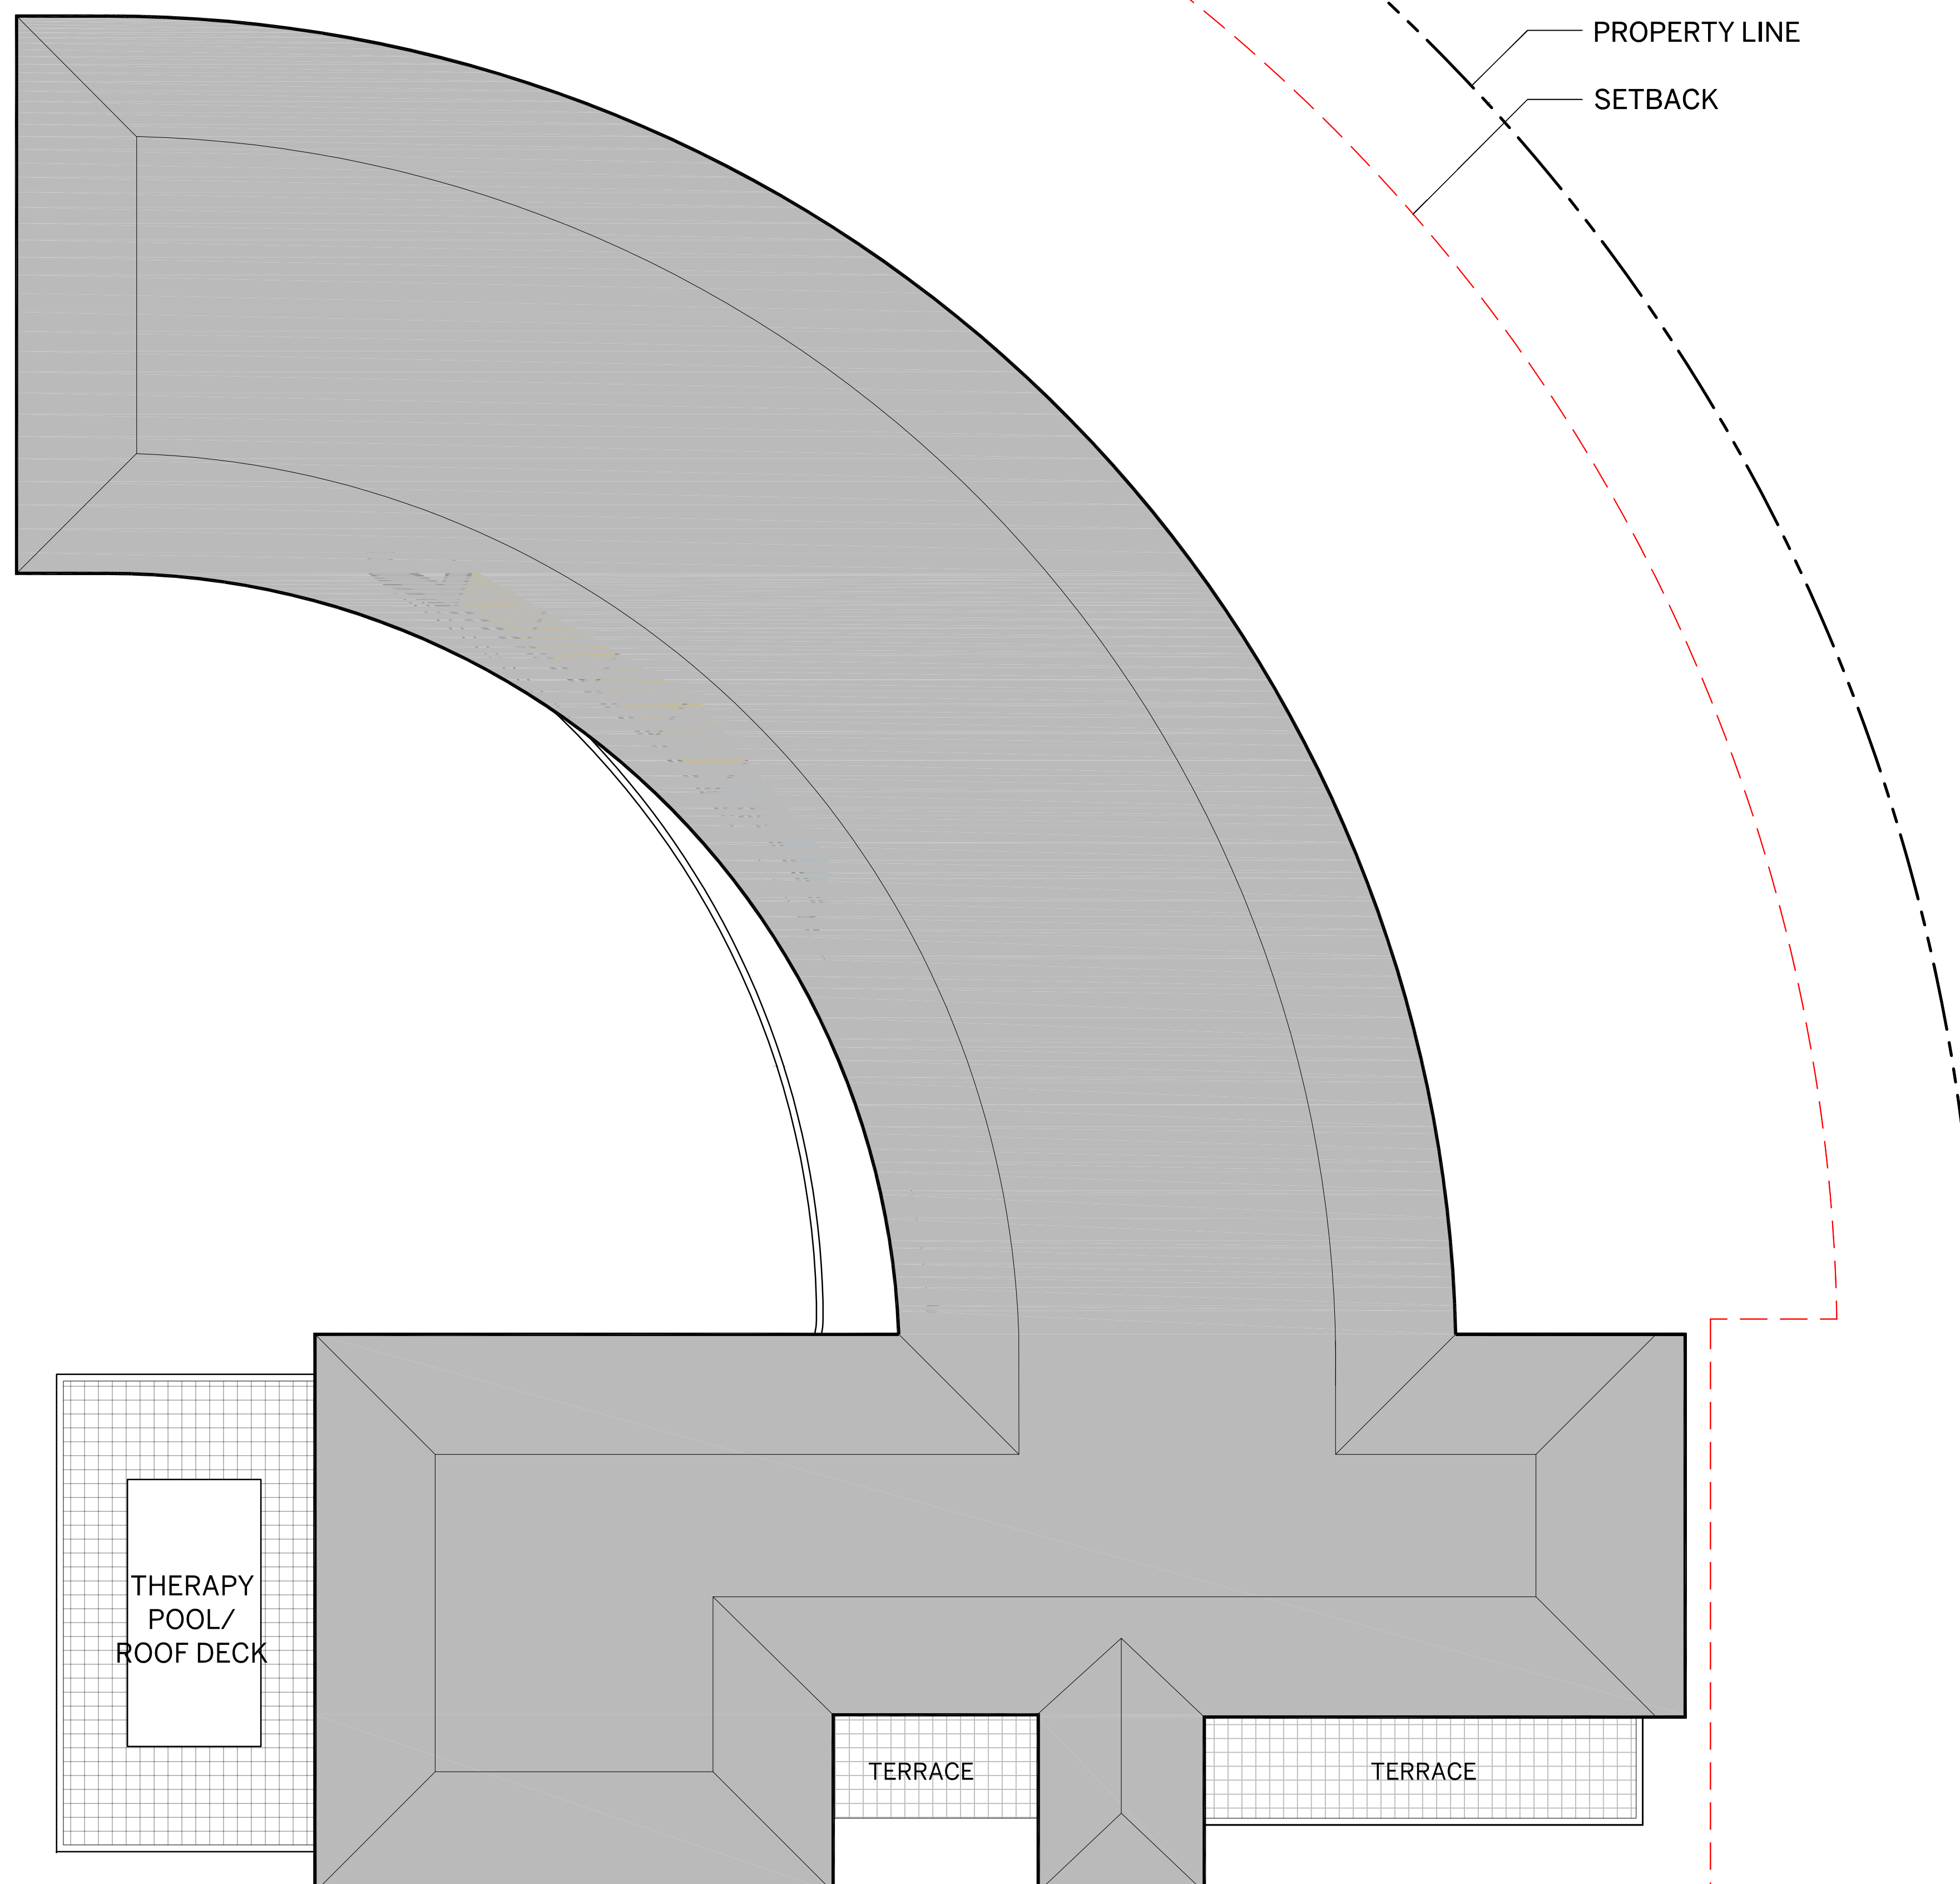 PROPERTY LINE
SETBACK
THERAPY
POOL/
ROOF DECK
TERRACE
TERRACE